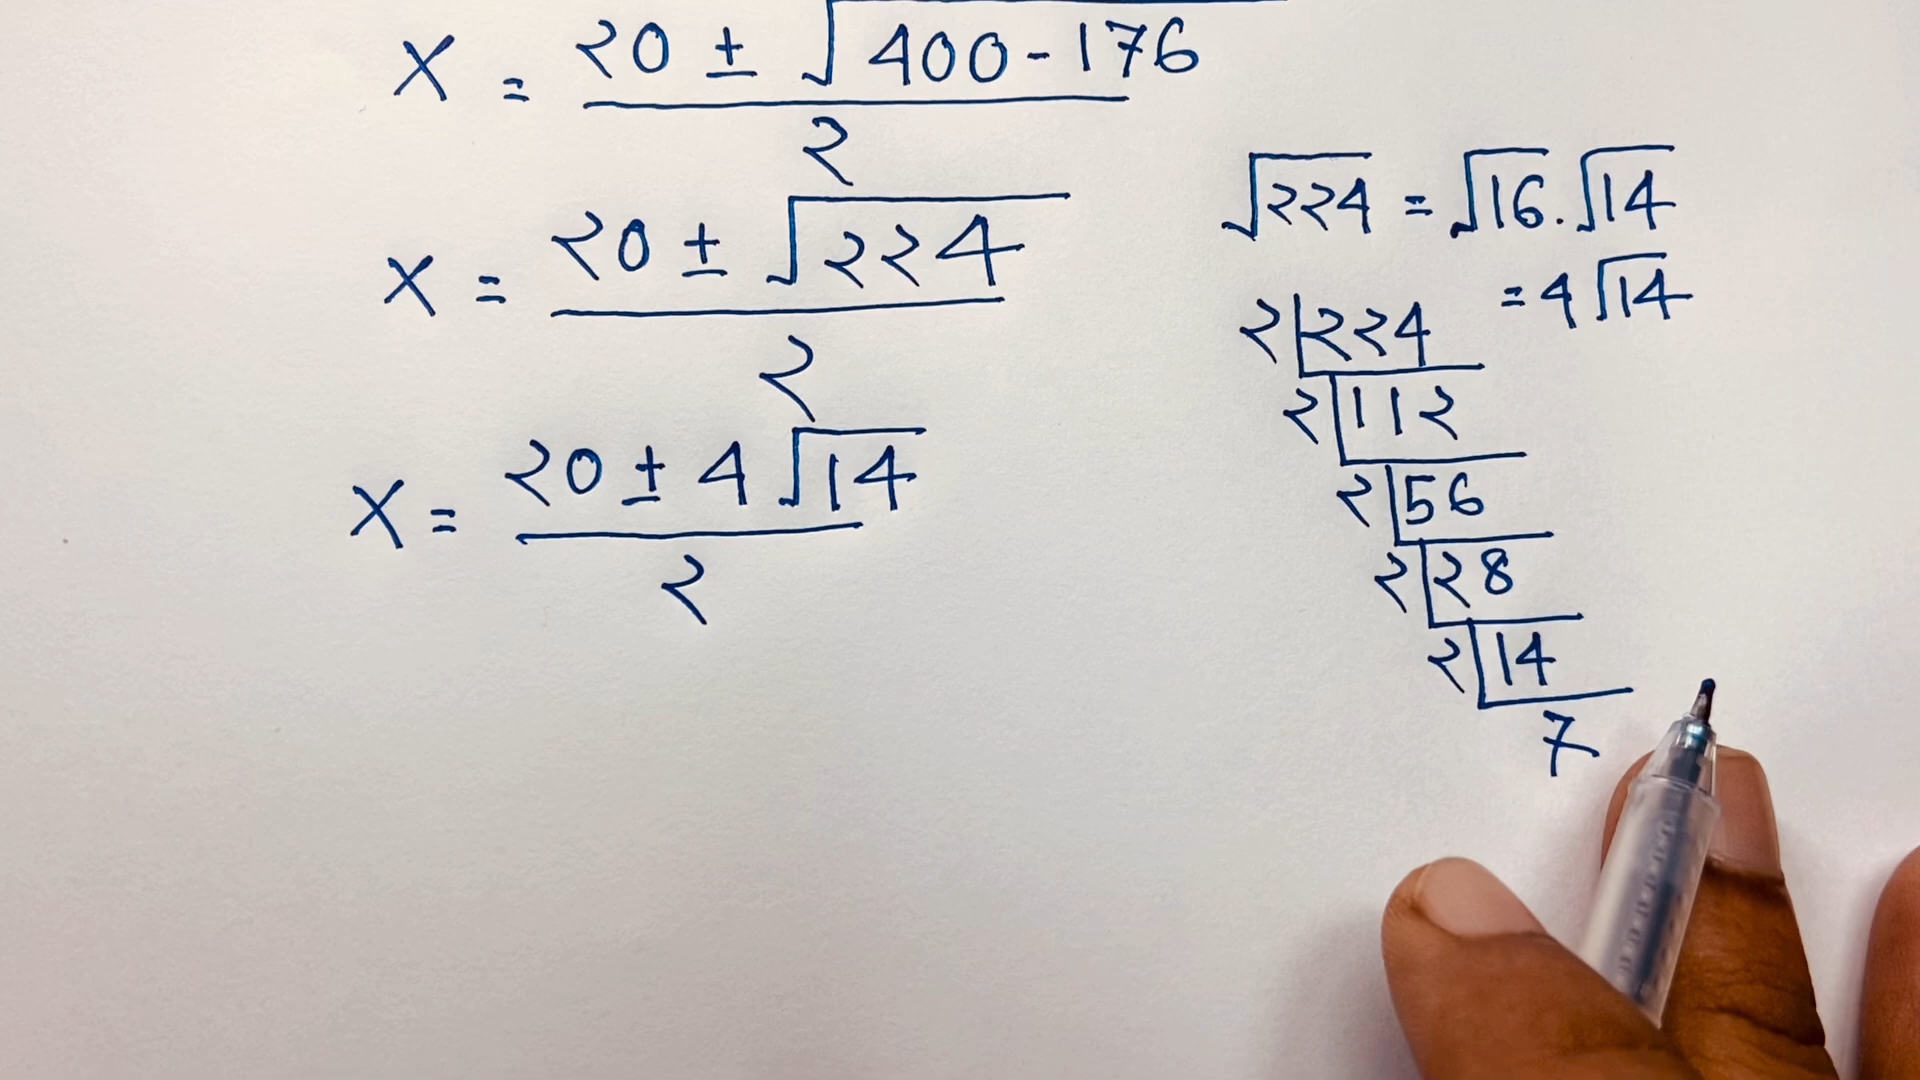 x = (20 ± √(400 - 176)) / 2
x = (20 ± √224) / 2
x = (20 ± 4√14) / 2
√224 = √16 . √14
= 4√14
2|224
2|112
2|56
2|28
2|14
7